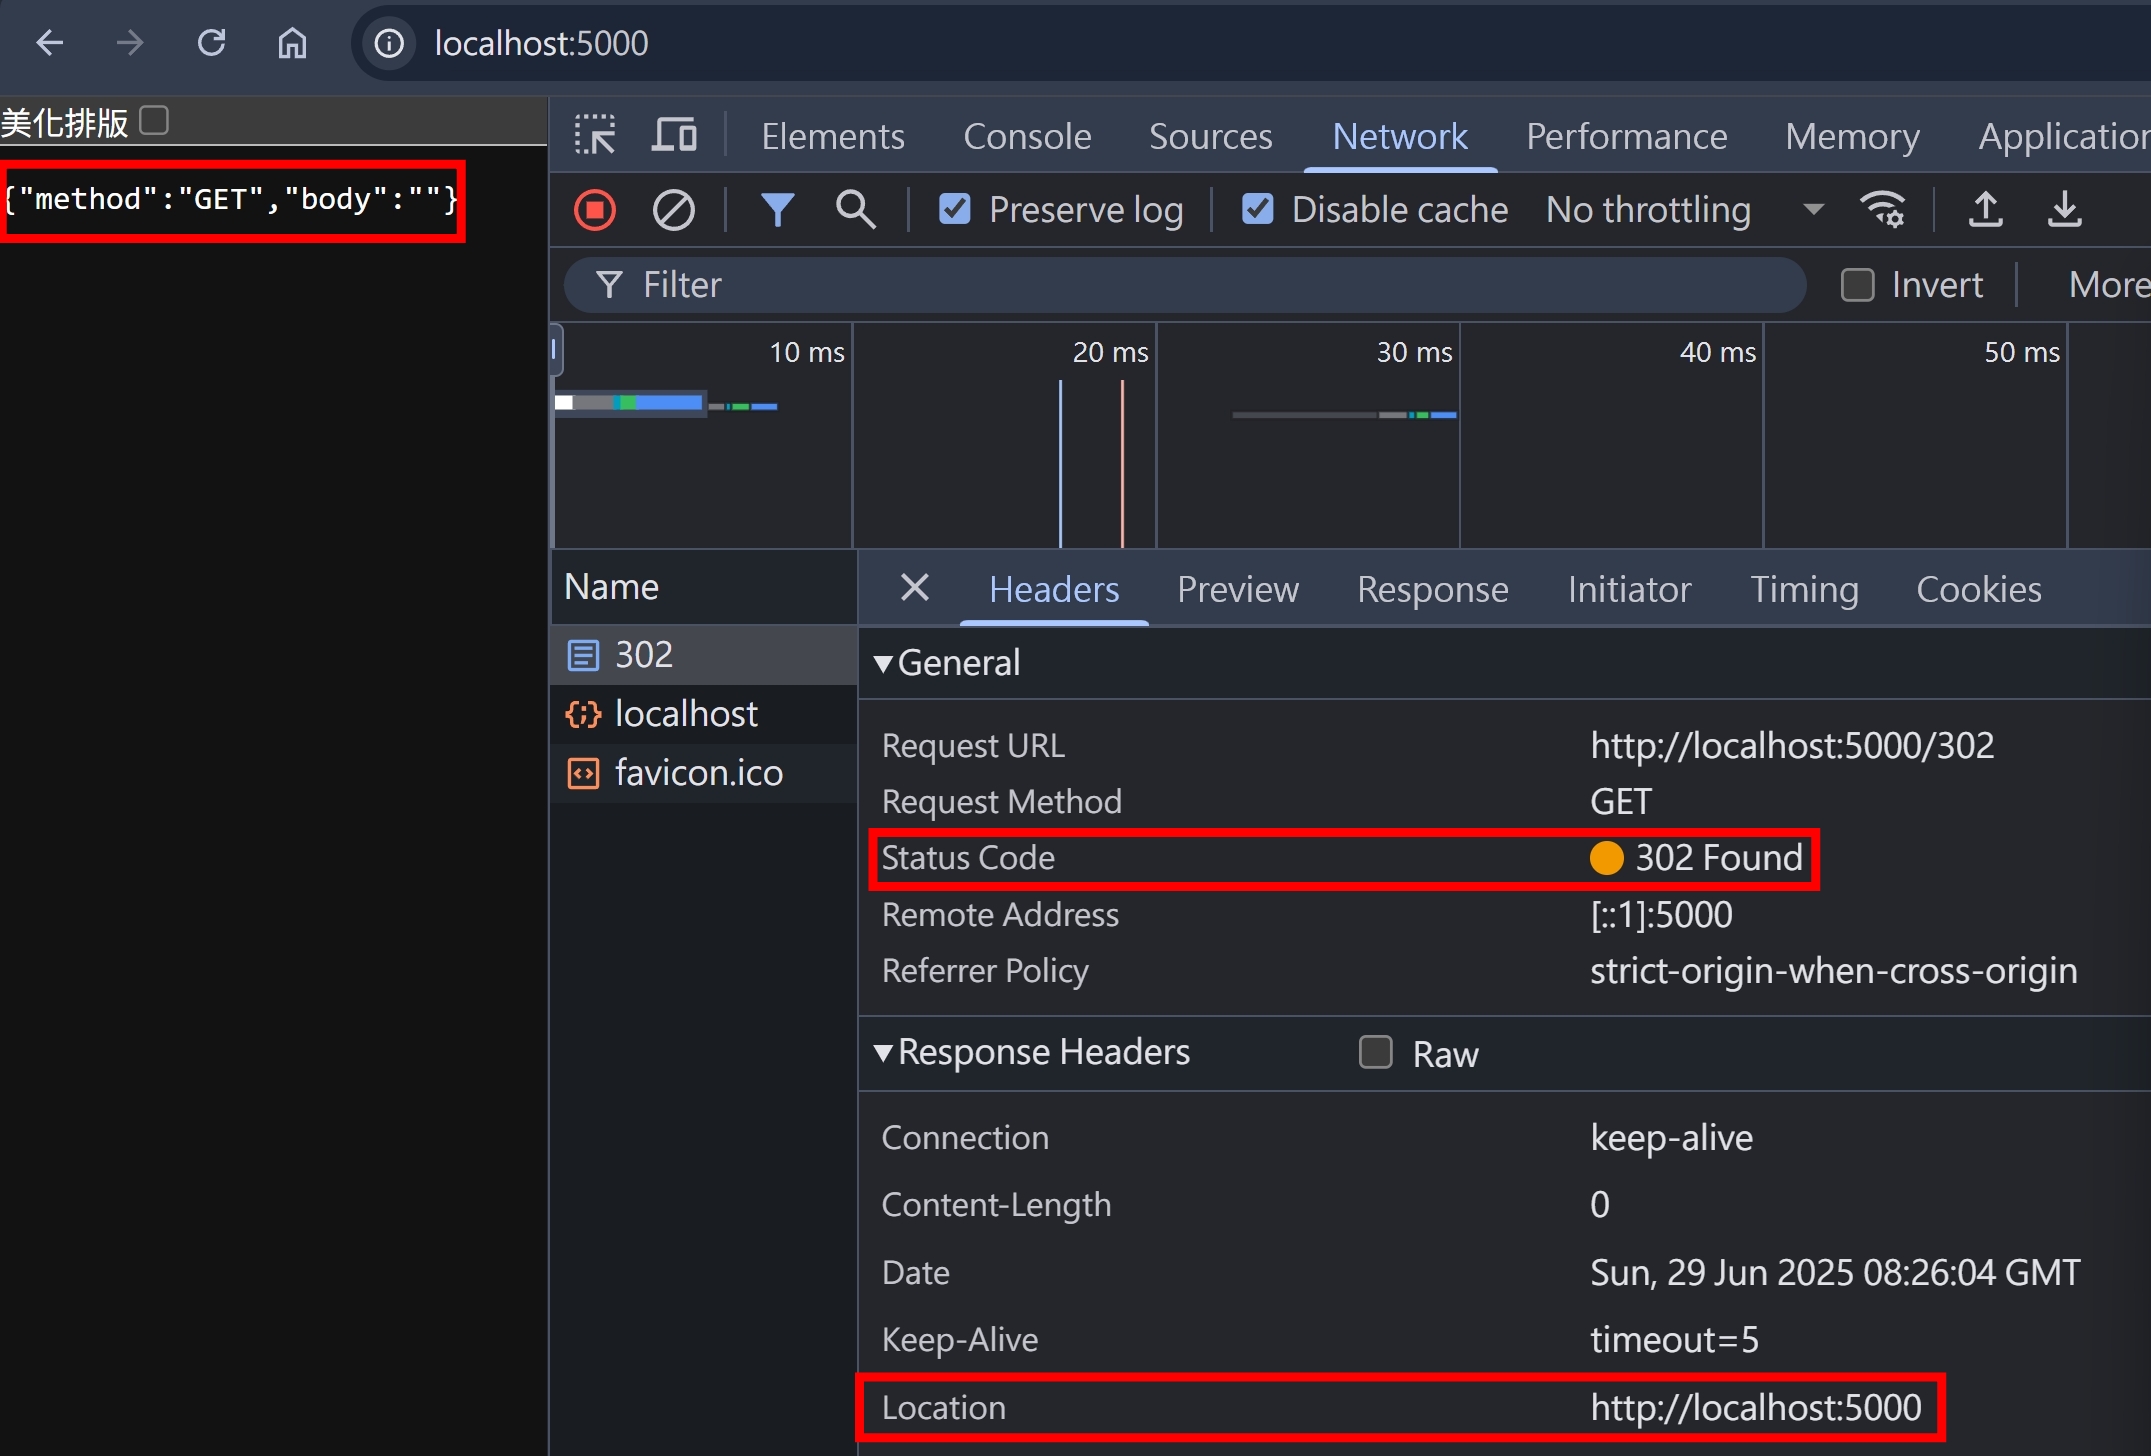 localhost:5000
美化排版
{"method":"GET","body":""}
Elements Console Sources Network Performance Memory Application
Preserve log Disable cache No throttling
Filter Invert More
10 ms 20 ms 30 ms 40 ms 50 ms
Name
302
localhost
favicon.ico
Headers Preview Response Initiator Timing Cookies
General
Request URL http://localhost:5000/302
Request Method GET
Status Code 302 Found
Remote Address [::1]:5000
Referrer Policy strict-origin-when-cross-origin
Response Headers Raw
Connection keep-alive
Content-Length 0
Date Sun, 29 Jun 2025 08:26:04 GMT
Keep-Alive timeout=5
Location http://localhost:5000